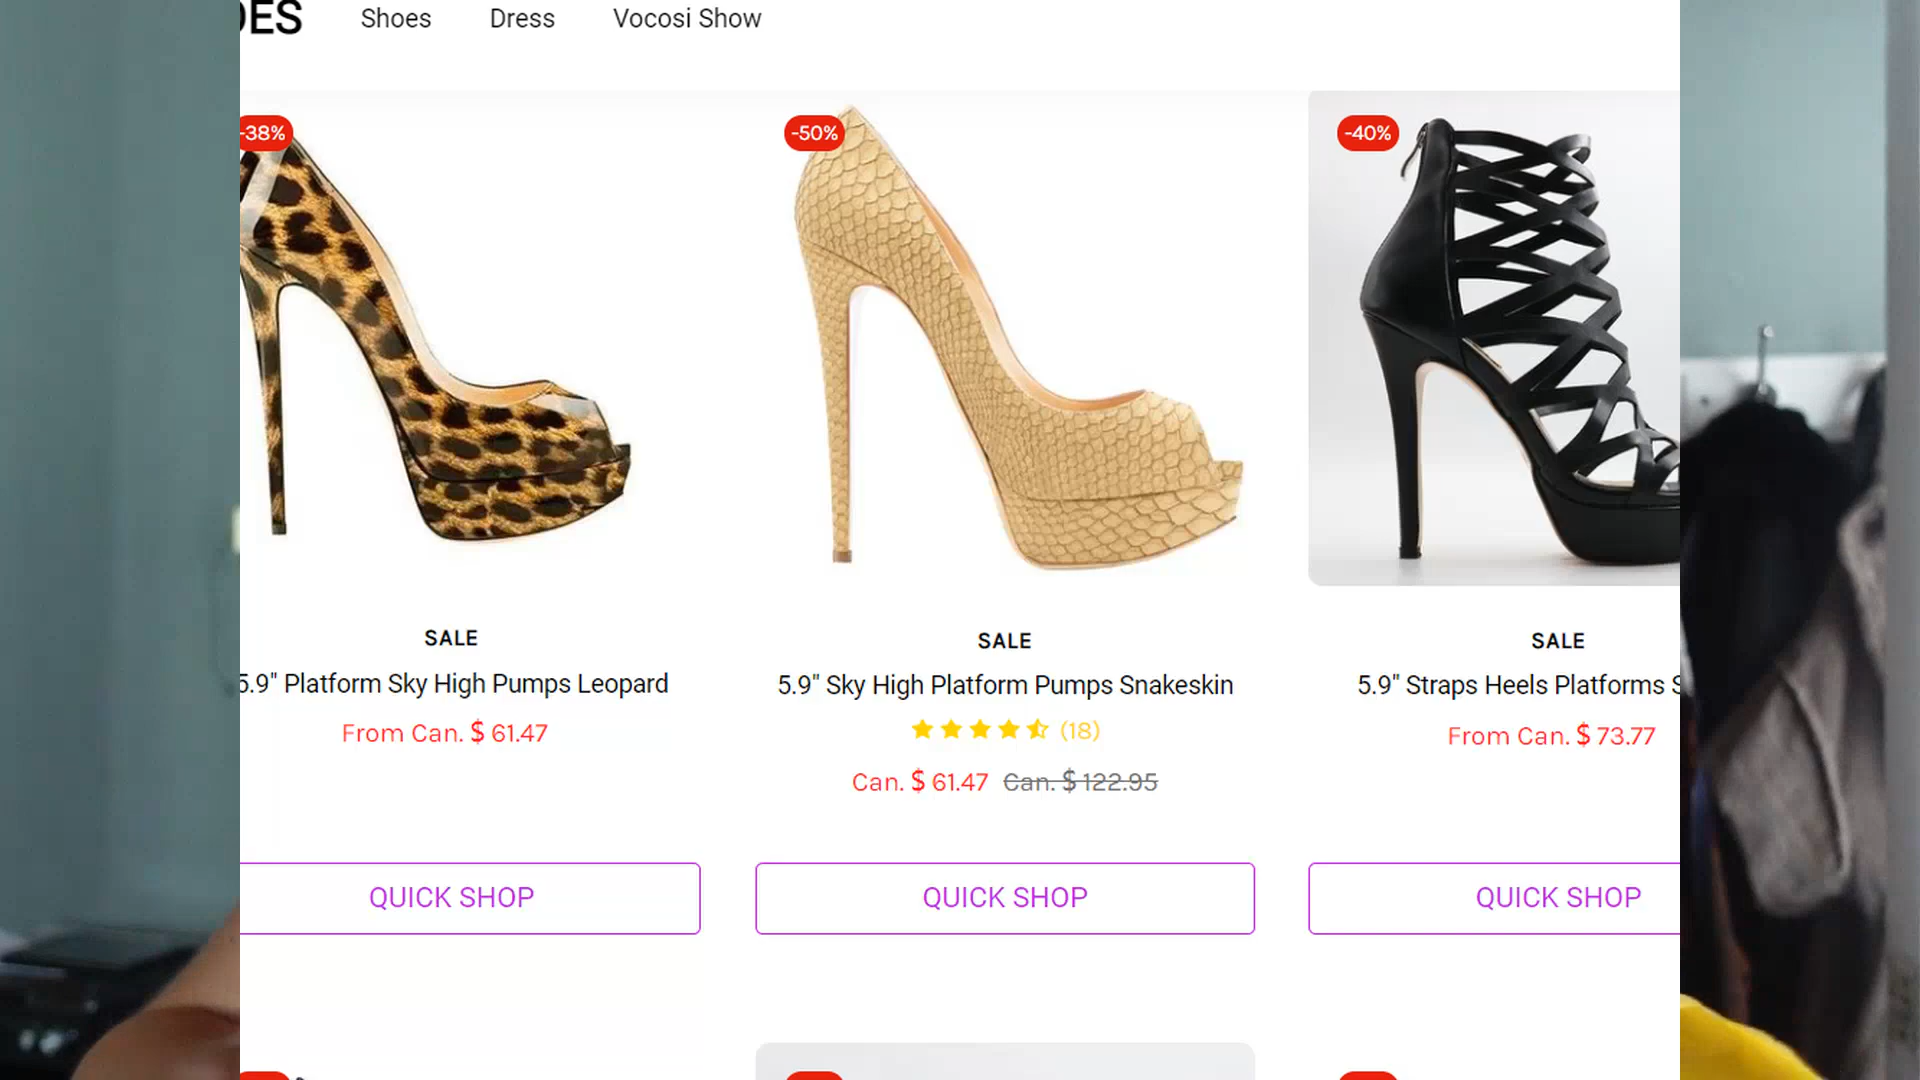 OES
Shoes
Dress
Vocosi Show
-38%
-50%
-40%
SALE
SALE
SALE
5.9" Platform Sky High Pumps Leopard
5.9" Sky High Platform Pumps Snakeskin
5.9" Straps Heels Platforms S
(18)
From Can. $ 61.47
Can. $ 61.47 Can. $ 122.95
From Can. $ 73.77
QUICK SHOP
QUICK SHOP
QUICK SHOP